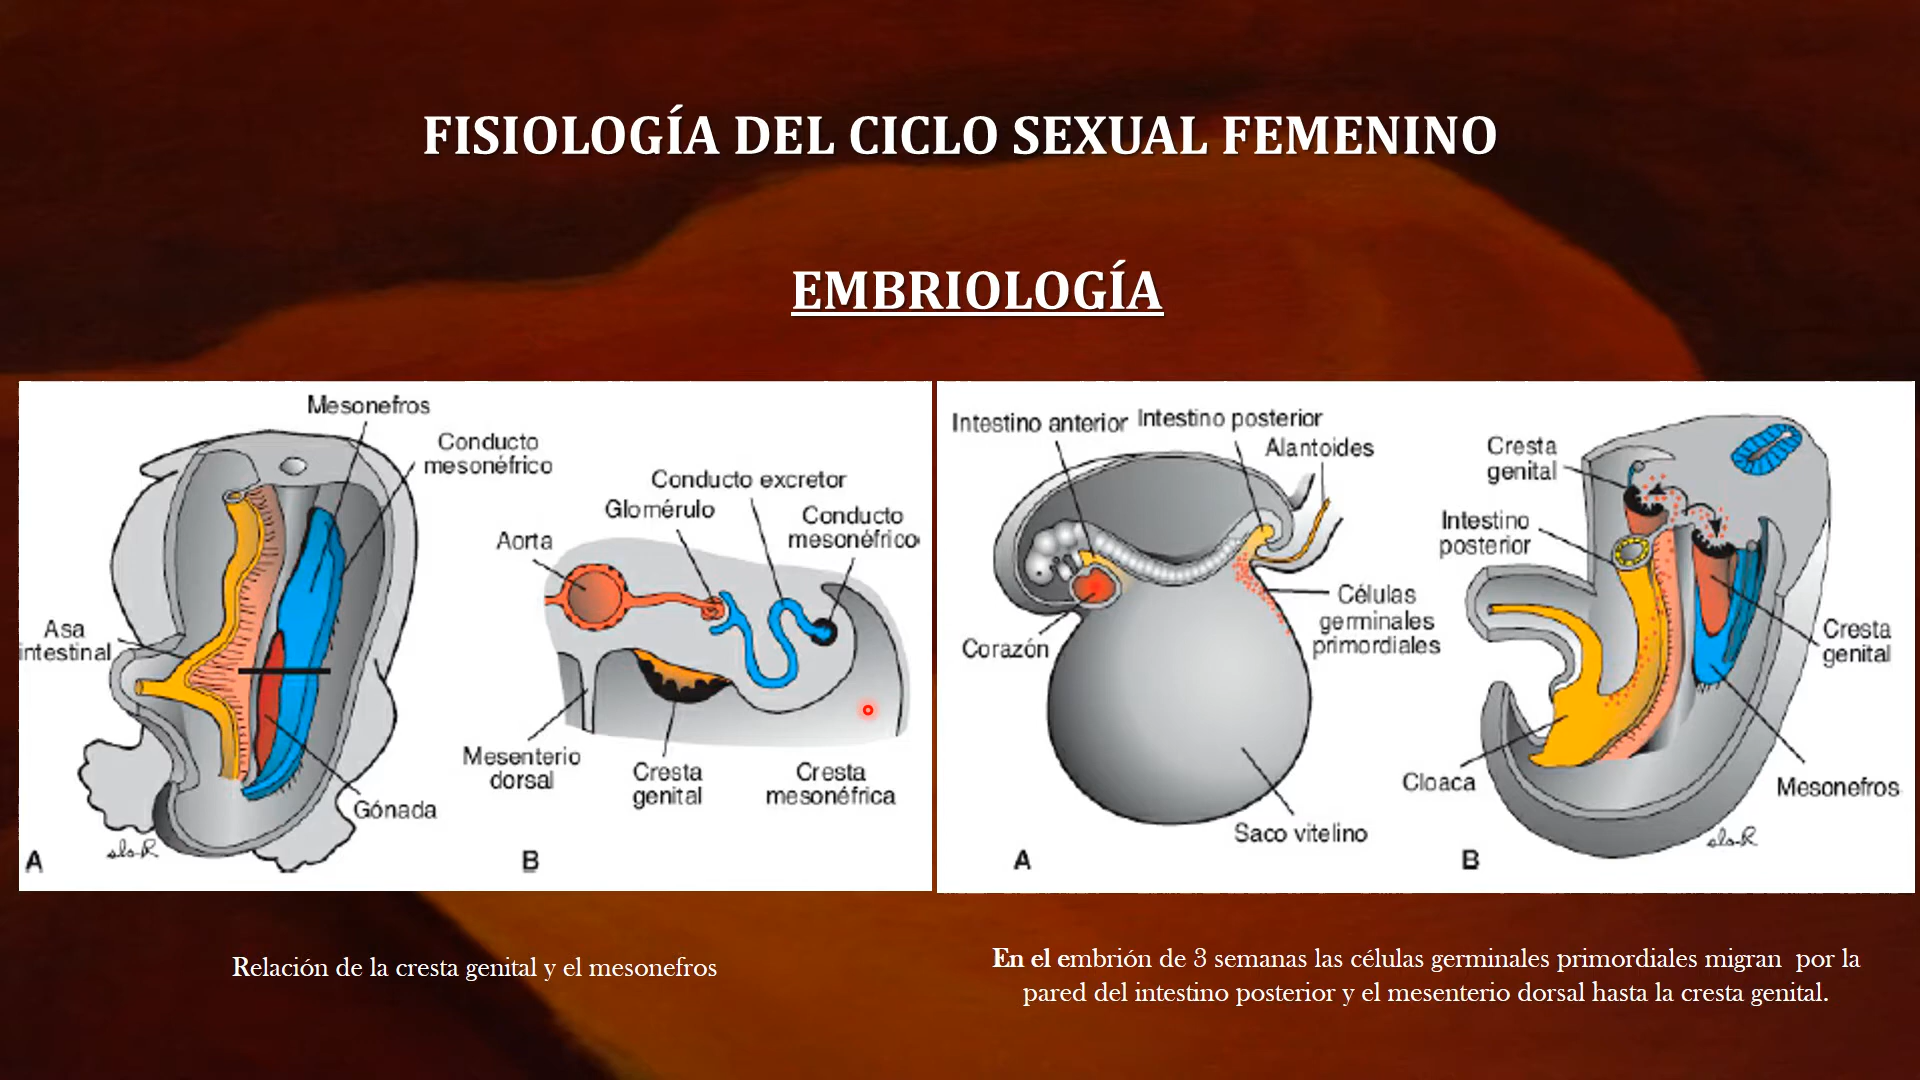 FISIOLOGÍA DEL CICLO SEXUAL FEMENINO
EMBRIOLOGÍA
Mesonefros
Conducto
mesonéfrico
Asa
intestinal
Gónada
A
Conducto excretor
Glomérulo
Conducto
mesonéfrico
Aorta
Mesenterio
dorsal
Cresta
genital
Cresta
mesonéfrica
B
Intestino anterior
Intestino posterior
Alantoides
Células
germinales
primordiales
Corazón
Saco vitelino
A
Cresta
genital
Intestino
posterior
Cresta
genital
Cloaca
Mesonefros
B
Relación de la cresta genital y el mesonefros
En el embrión de 3 semanas las células germinales primordiales migran por la
pared del intestino posterior y el mesenterio dorsal hasta la cresta genital.